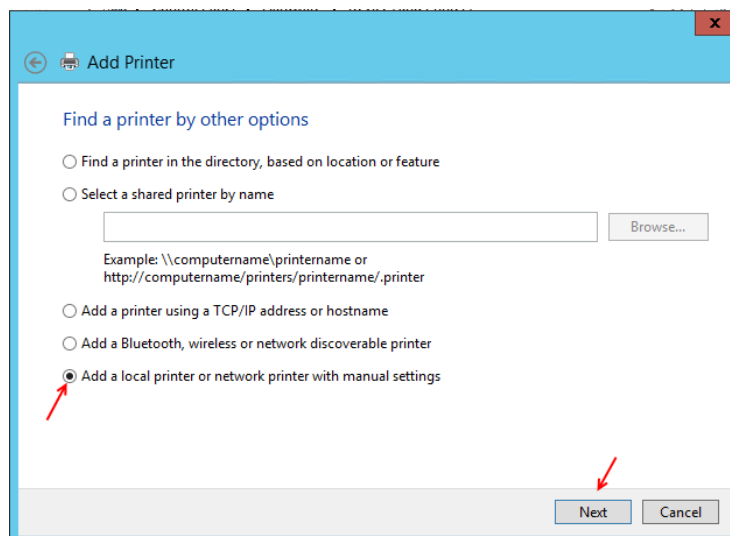 x
Add Printer
Find a printer by other options
Find a printer in the directory, based on location or feature
Select a shared printer by name
Browse...
Example: \\computername\printername or
http://computername/printers/printername/.printer
Add a printer using a TCP/IP address or hostname
Add a Bluetooth, wireless or network discoverable printer
Add a local printer or network printer with manual settings
Next Cancel